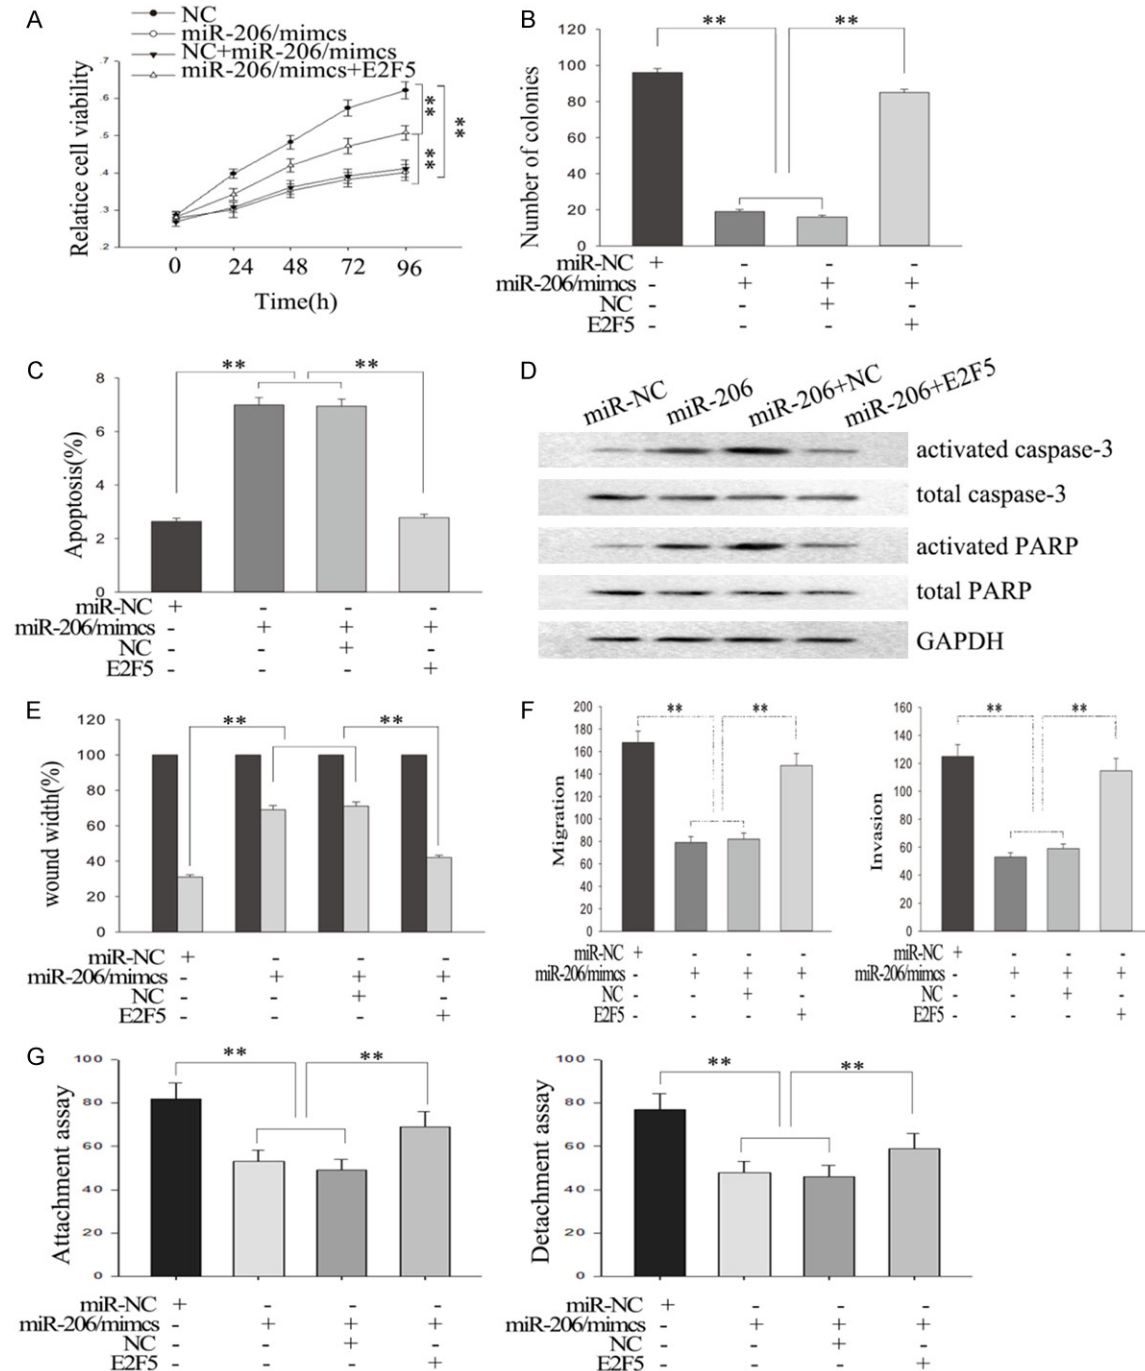 A
NC
miR-206/mimcs
NC+miR-206/mimcs
miR-206/mimcs+E2F5
Relatice cell viability
.7
.6
.5
.4
.3
.2
** ** **
0 24 48 72 96
Time(h)
B
** **
Number of colonies
120
100
80
60
40
20
0
miR-NC + - - -
miR-206/mimcs - + + +
NC - - + -
E2F5 - - - +
C
** **
Apoptosis(%)
8
6
4
2
0
miR-NC + - - -
miR-206/mimcs - + + +
NC - - + -
E2F5 - - - +
D
miR-NC miR-206 miR-206+NC miR-206+E2F5
activated caspase-3
total caspase-3
activated PARP
total PARP
GAPDH
E
** **
wound width(%)
120
100
80
60
40
20
0
miR-NC + - - -
miR-206/mimcs - + + +
NC - - + -
E2F5 - - - +
F
** **
Migration
200
180
160
140
120
100
80
60
40
20
0
miR-NC + - - -
miR-206/mimcs - + + +
NC - - + -
E2F5 - - - +
** **
Invasion
160
140
120
100
80
60
40
20
0
miR-NC + - - -
miR-206/mimcs - + + +
NC - - + -
E2F5 - - - +
G
** **
Attachment assay
100
80
60
40
20
0
miR-NC + - - -
miR-206/mimcs - + + +
NC - - + -
E2F5 - - - +
** **
Detachment assay
100
80
60
40
20
0
miR-NC + - - -
miR-206/mimcs - + + +
NC - - + -
E2F5 - - - +